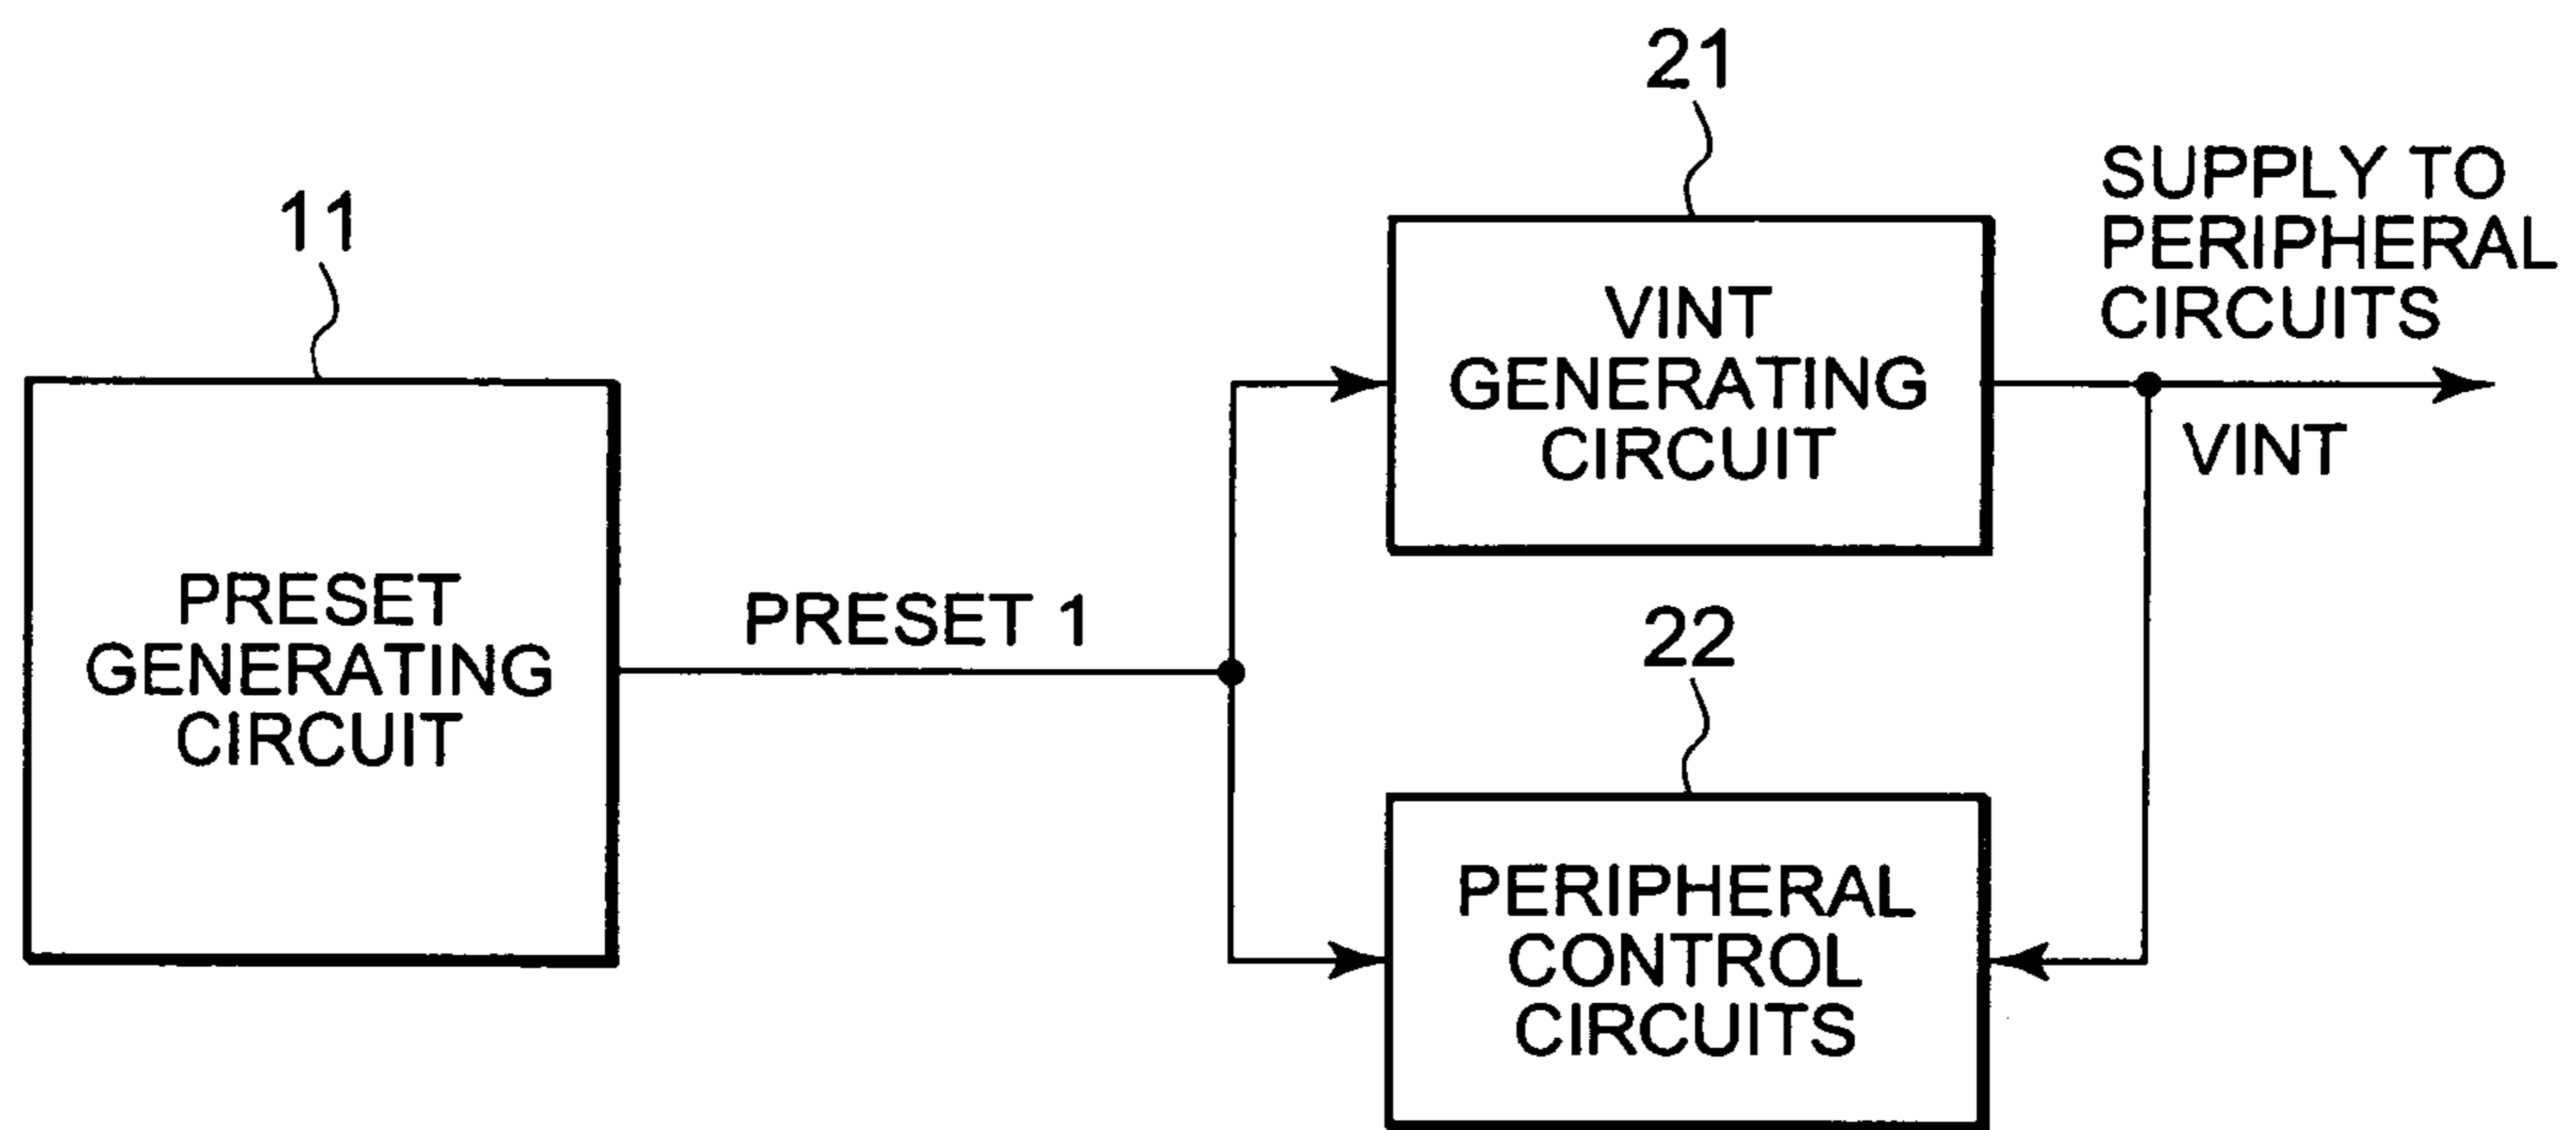 11
PRESET
GENERATING
CIRCUIT
PRESET 1
21
VINT
GENERATING
CIRCUIT
SUPPLY TO
PERIPHERAL
CIRCUITS
VINT
22
PERIPHERAL
CONTROL
CIRCUITS